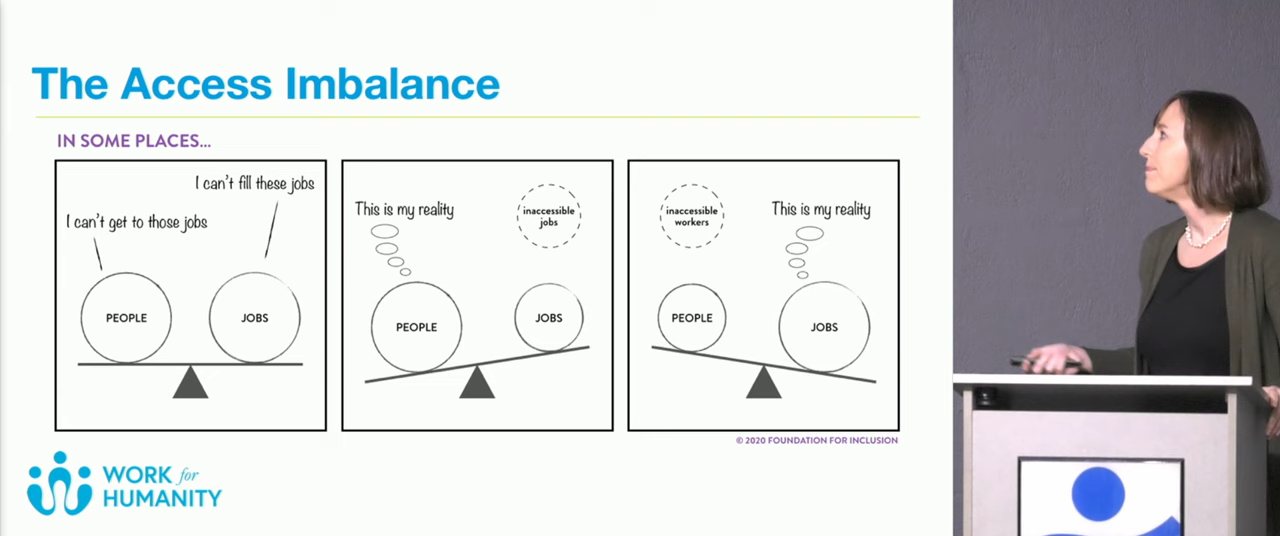 The Access Imbalance
IN SOME PLACES...
I can't fill these jobs
I can't get to those jobs
PEOPLE
JOBS
This is my reality
inaccessible
jobs
PEOPLE
JOBS
inaccessible
workers
This is my reality
PEOPLE
JOBS
© 2020 FOUNDATION FOR INCLUSION
WORK for
HUMANITY